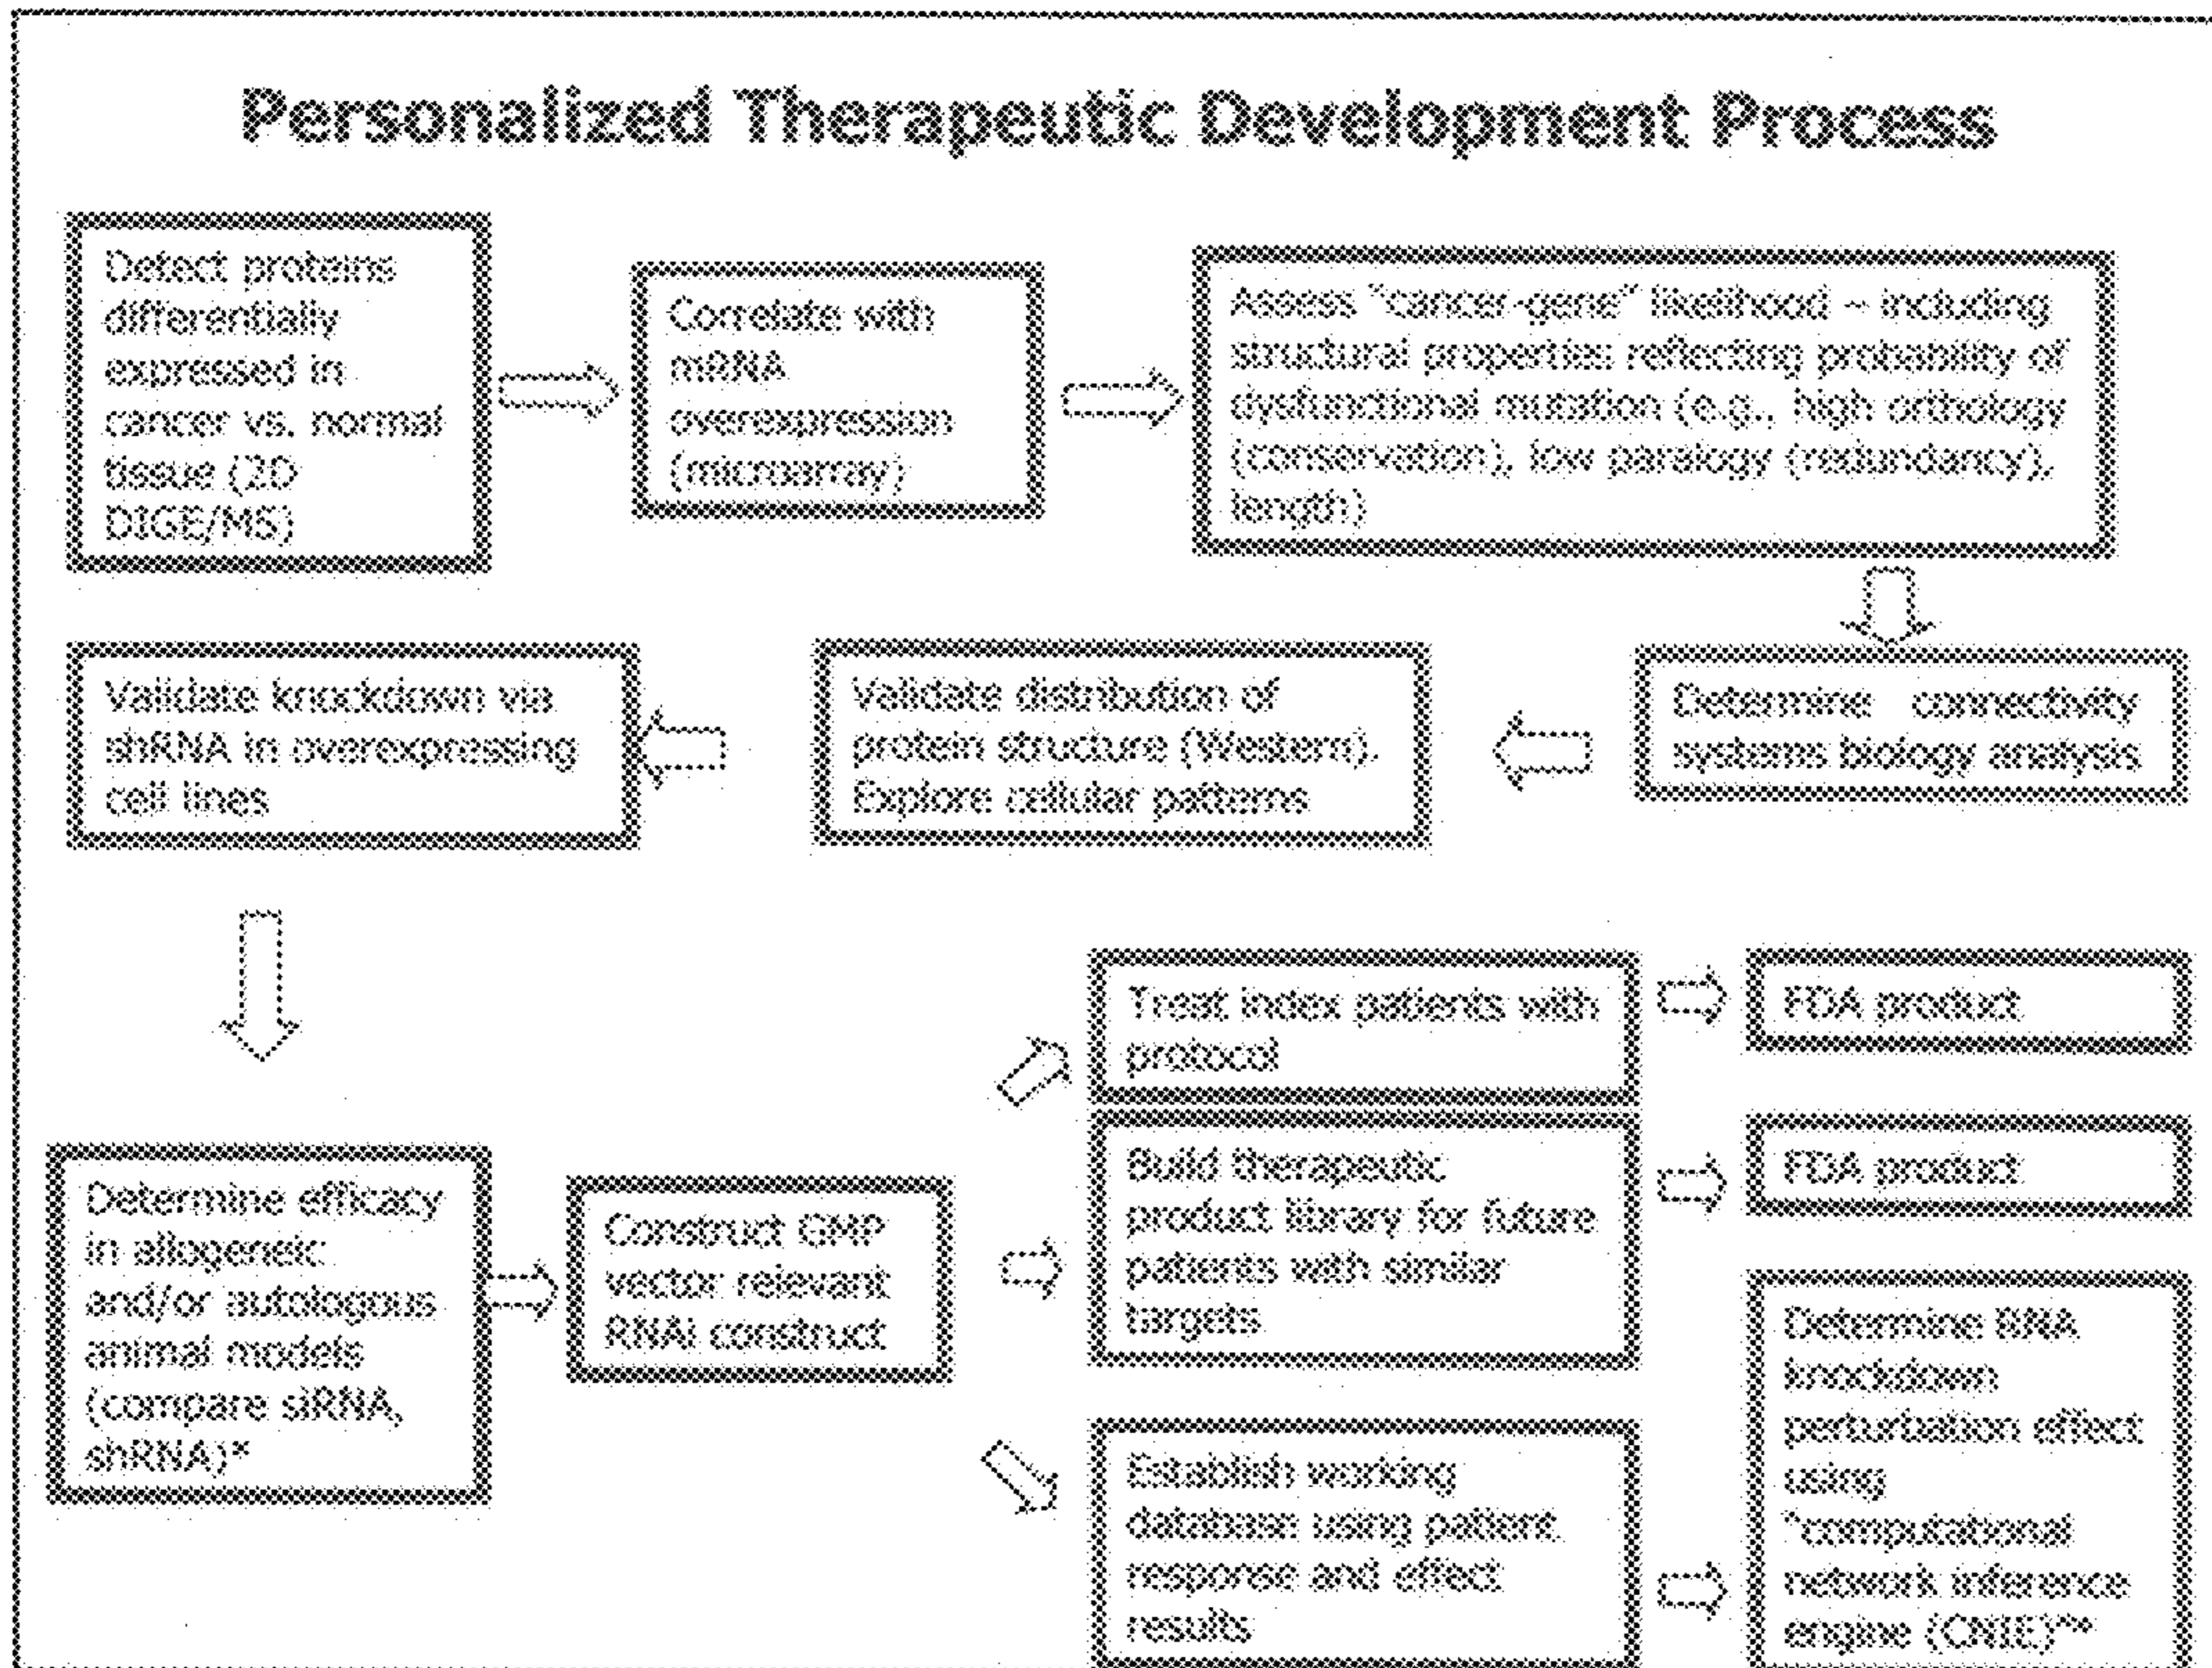 Personalized Therapeutic Development Process
Detect proteins
differentially
expressed in
cancer vs. normal
tissue (2D
DIGE/MS)
Correlate with
mRNA
overexpression
(microarray)
Assess "cancer-gene" likelihood – including
structural properties reflecting probability of
dysfunctional mutation (e.g., high orthology
(conservation), low paralogy (redundancy),
length)
Determine connectivity
systems biology analysis
Validate distribution of
protein structure (Western).
Explore cellular patterns
Validate knockdown via
shRNA in overexpressing
cell lines
Determine efficacy
in allogeneic
and/or autologous
animal models
(compare siRNA,
shRNA)*
Construct GMP
vector relevant
RNAi construct
Treat index patients with
protocol
FDA product
Build therapeutic
product library for future
patients with similar
targets
FDA product
Establish working
database using patient
response and effect
results
Determine RNA
knockdown
perturbation effect
using
"computational
network inference
engine (CNIE)"*